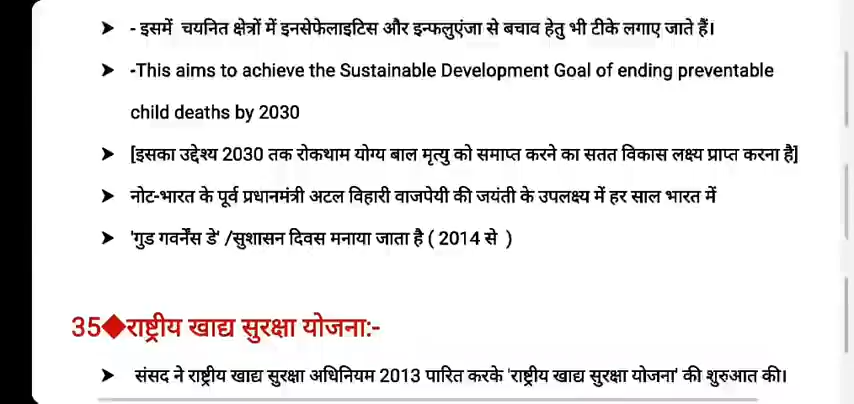 ➤ - इसमें चयनित क्षेत्रों में इनसेफेलाइटिस और इन्फलुएंजा से बचाव हेतु भी टीके लगाए जाते हैं।
➤ -This aims to achieve the Sustainable Development Goal of ending preventable
child deaths by 2030
➤ [इसका उद्देश्य 2030 तक रोकथाम योग्य बाल मृत्यु को समाप्त करने का सतत विकास लक्ष्य प्राप्त करना है]
➤ नोट-भारत के पूर्व प्रधानमंत्री अटल विहारी वाजपेयी की जयंती के उपलक्ष्य में हर साल भारत में
➤ 'गुड गवर्नेंस डे' /सुशासन दिवस मनाया जाता है ( 2014 से )
35◆राष्ट्रीय खाद्य सुरक्षा योजना:-
➤ संसद ने राष्ट्रीय खाद्य सुरक्षा अधिनियम 2013 पारित करके 'राष्ट्रीय खाद्य सुरक्षा योजना' की शुरुआत की।